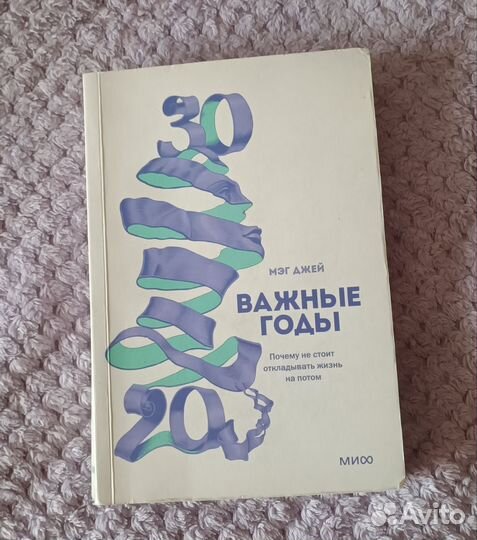 30
МЭГ ДЖЕЙ
ВАЖНЫЕ
ГОДЫ
Почему не стоит
откладывать жизнь
на потом
20
МИФ
Avito